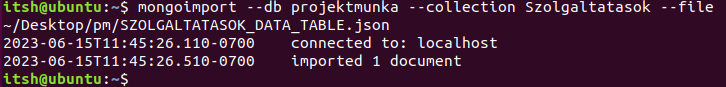 itsh@ubuntu:~$ mongoimport --db projektmunka --collection Szolgaltatasok --file
~/Desktop/pm/SZOLGALTATASOK_DATA_TABLE.json
2023-06-15T11:45:26.110-0700    connected to: localhost
2023-06-15T11:45:26.510-0700    imported 1 document
itsh@ubuntu:~$